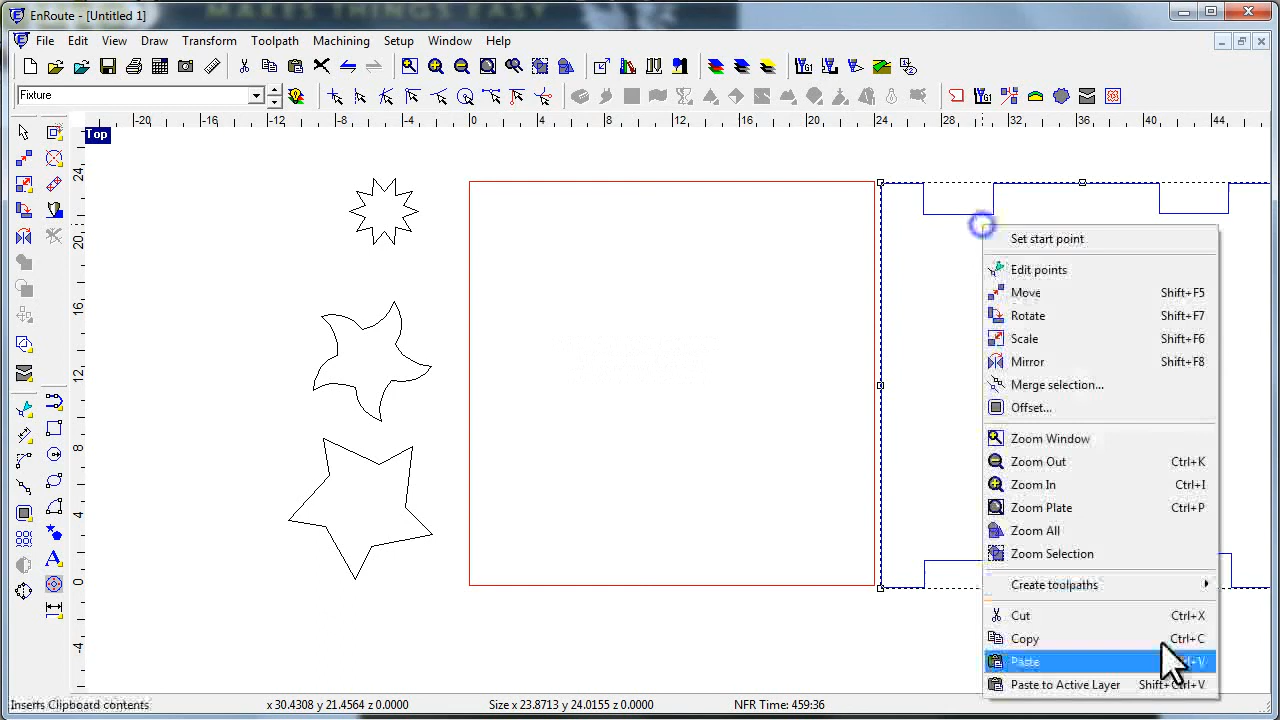 MAKES THINGS EASY
EnRoute - [Untitled 1]
File Edit View Draw Transform Toolpath Machining Setup Window Help
Fixture
-20 -16 -12 -8 -4 0 4 8 12 16 20 24 28 32 36 40 44
Top
24
20
16
12
8
4
0
-4
Set start point
Edit points
Move Shift+F5
Rotate Shift+F7
Scale Shift+F6
Mirror Shift+F8
Merge selection...
Offset...
Zoom Window
Zoom Out Ctrl+K
Zoom In Ctrl+I
Zoom Plate Ctrl+P
Zoom All
Zoom Selection
Create toolpaths
Cut Ctrl+X
Copy Ctrl+C
Paste
Paste to Active Layer Shift+Ctrl+V
Inserts Clipboard contents x 30.4308 y 21.4564 z 0.0000 Size: 23.8713 y 24.0155 z 0.0000 NFR Time: 459:36